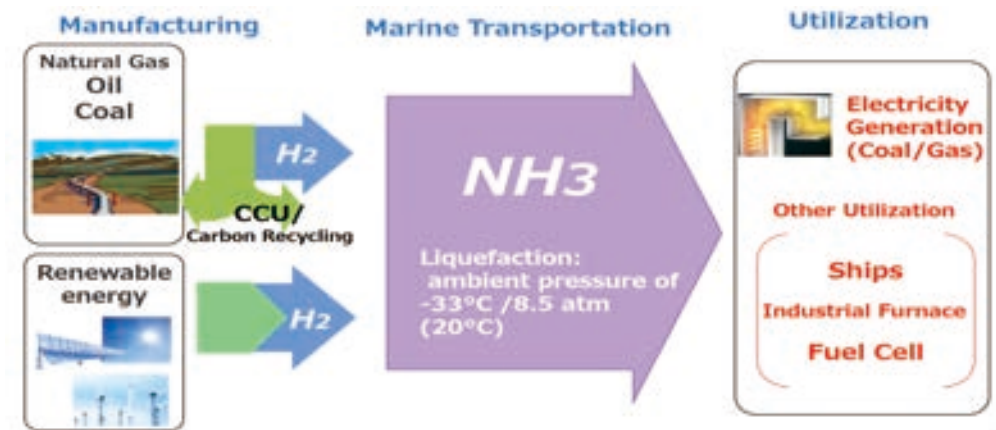 Manufacturing
Natural Gas
Oil
Coal
H2
CCU/
Carbon Recycling
Renewable
energy
H2
Marine Transportation
NH3
Liquefaction:
ambient pressure of
-33°C /8.5 atm
(20°C)
Utilization
Electricity
Generation
(Coal/Gas)
Other Utilization
Ships
Industrial Furnace
Fuel Cell